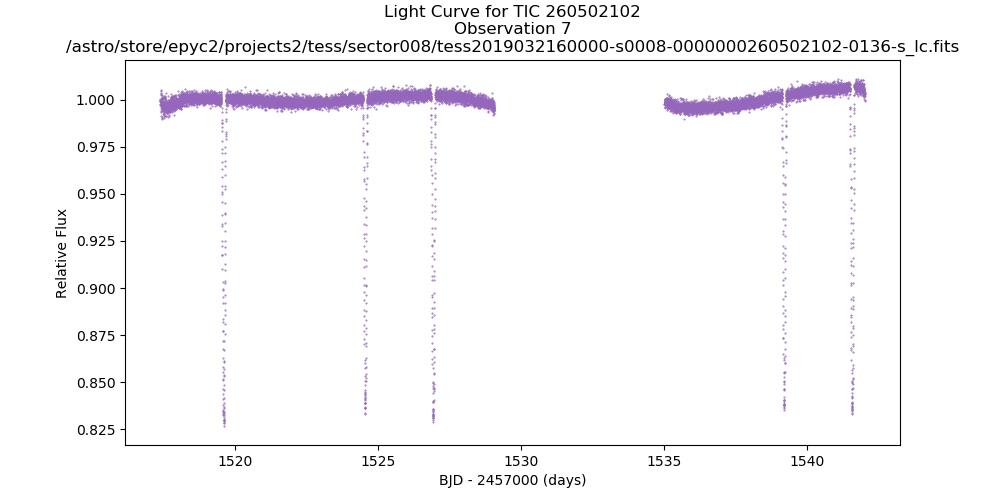 Light Curve for TIC 260502102
Observation 7
/astro/store/epyc2/projects2/tess/sector008/tess2019032160000-s0008-0000000260502102-0136-s_lc.fits
1.000
0.975
0.950
0.925
0.900
0.875
0.850
0.825
Relative Flux
1520
1525
1530
1535
1540
BJD - 2457000 (days)